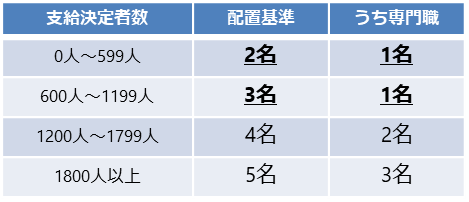 支給決定者数 配置基準 うち専門職
0人～599人 2名 1名
600人～1199人 3名 1名
1200人～1799人 4名 2名
1800人以上 5名 3名